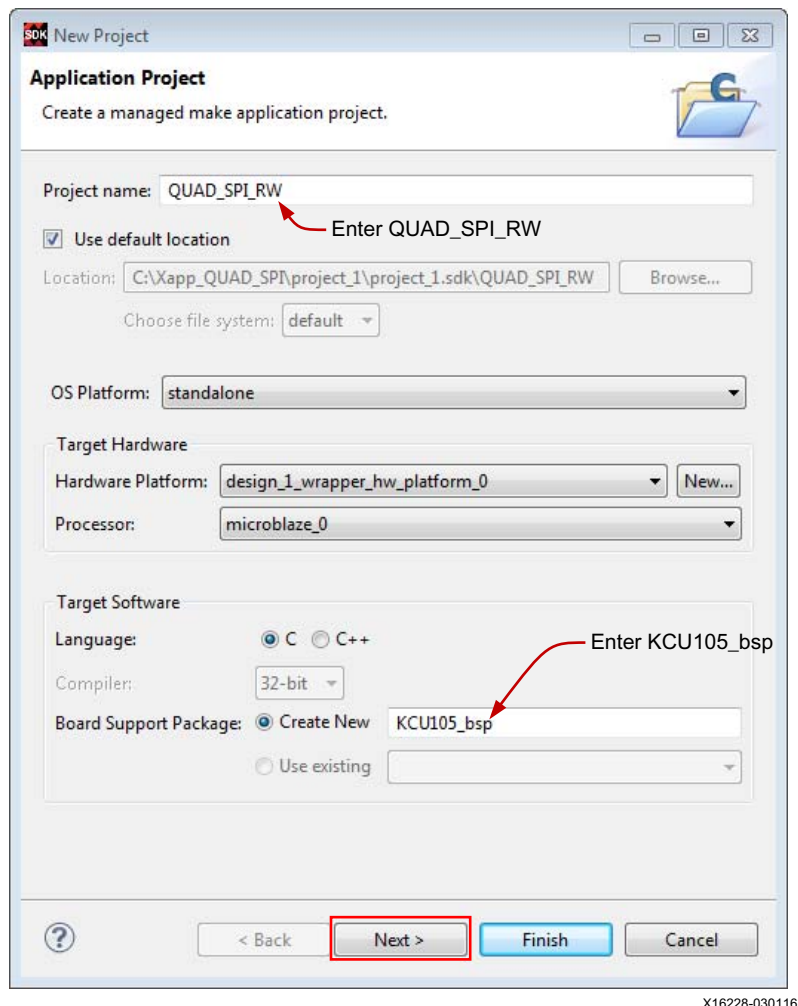 SDK New Project
Application Project
Create a managed make application project.
Project name: QUAD_SPI_RW
Enter QUAD_SPI_RW
Use default location
Location: C:\Xapp_QUAD_SPI\project_1\project_1.sdk\QUAD_SPI_RW Browse...
Choose file system: default
OS Platform: standalone
Target Hardware
Hardware Platform: design_1_wrapper_hw_platform_0 New...
Processor: microblaze_0
Target Software
Language: C C++
Enter KCU105_bsp
Compiler: 32-bit
Board Support Package: Create New KCU105_bsp
Use existing
? < Back Next > Finish Cancel
X16228-030116